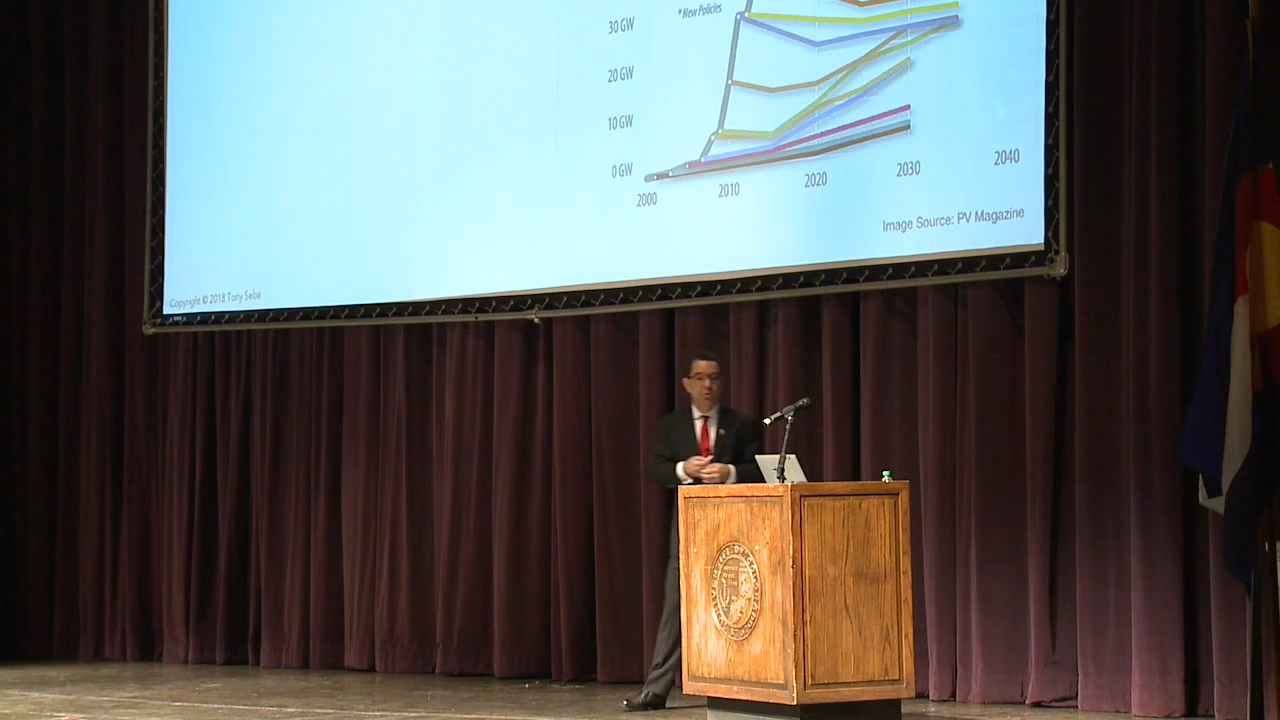 * New Policies
30 GW
20 GW
10 GW
0 GW
2000
2010
2020
2030
2040
Image Source: PV Magazine
Copyright © 2018 Tony Seba